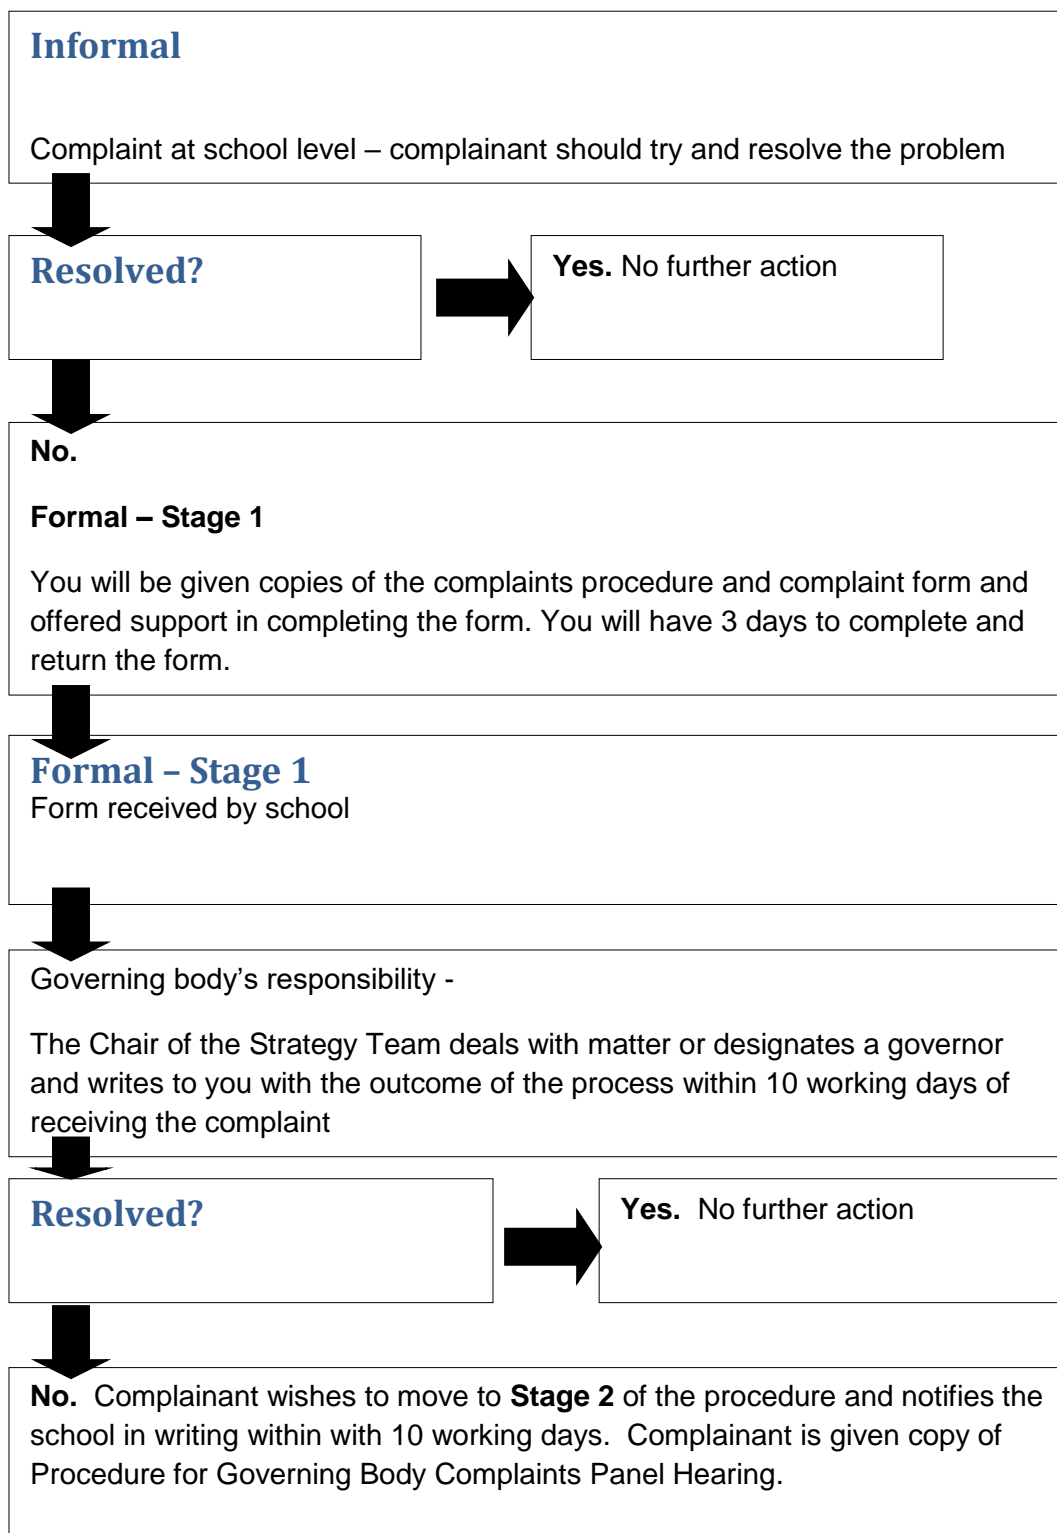 Informal
Complaint at school level – complainant should try and resolve the problem
Resolved?
Yes. No further action
No.
Formal – Stage 1
You will be given copies of the complaints procedure and complaint form and
offered support in completing the form. You will have 3 days to complete and
return the form.
Formal – Stage 1
Form received by school
Governing body’s responsibility -
The Chair of the Strategy Team deals with matter or designates a governor
and writes to you with the outcome of the process within 10 working days of
receiving the complaint
Resolved?
Yes.  No further action
No.  Complainant wishes to move to Stage 2 of the procedure and notifies the
school in writing within with 10 working days.  Complainant is given copy of
Procedure for Governing Body Complaints Panel Hearing.